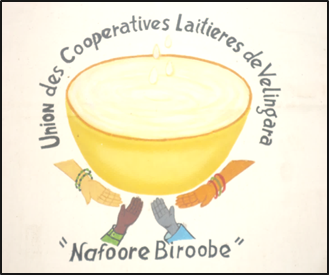 Union des Cooperatives Laitieres de Velingara
"Nafoore Biroobe"